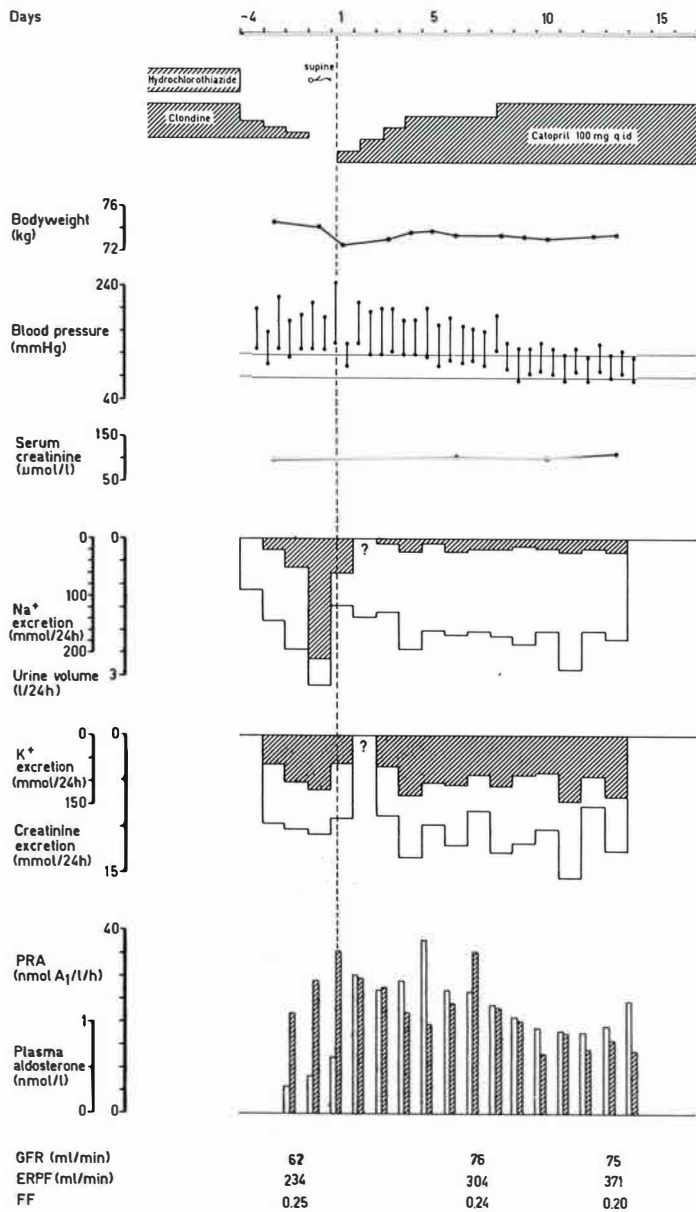 Days -4 1 5 10 15
supine
Hydrochlorothiazide
Clondine
Catopril 100 mg q.i.d.
Bodyweight
(kg)
76
72
Blood pressure
(mmHg)
240
40
Serum
creatinine
(µmol/l)
150
50
0 0
?
100
Na+
excretion
(mmol/24h)
200
Urine volume
(l/24h)
3
0 0
?
K+
excretion
(mmol/24h)
150
Creatinine
excretion
(mmol/24h)
15
40
PRA
(nmol A1/l/h)
1
Plasma
aldosterone
(nmol/l)
0 0
GFR (ml/min) 62 76 75
ERPF (ml/min) 234 304 371
FF 0.25 0.24 0.20